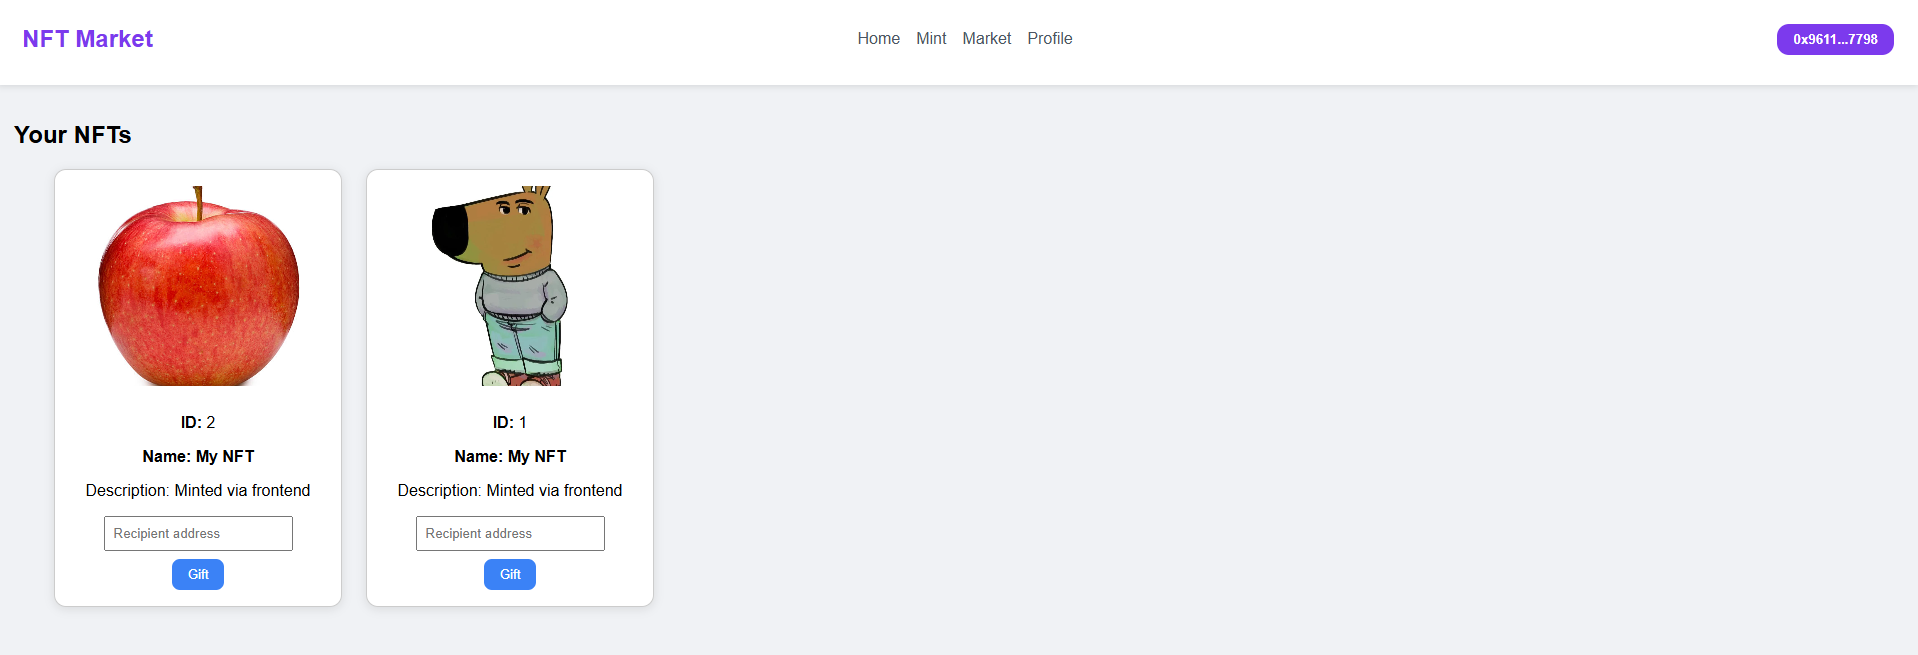 NFT Market
Home Mint Market Profile
0x9611...7798
Your NFTs
ID: 2
Name: My NFT
Description: Minted via frontend
Recipient address
Gift
ID: 1
Name: My NFT
Description: Minted via frontend
Recipient address
Gift